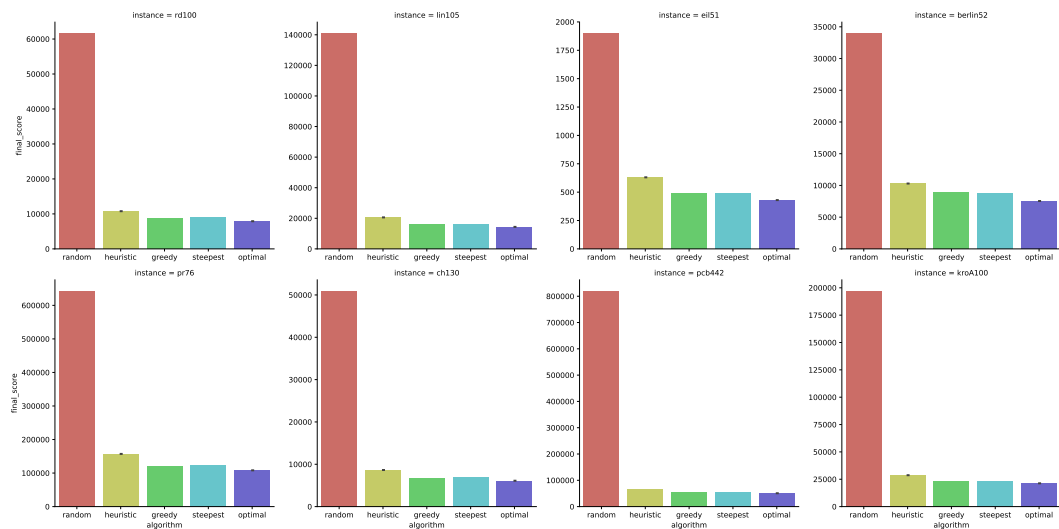 instance = rd100
60000
50000
40000
30000
20000
10000
0
final_score
random heuristic greedy steepest optimal
instance = lin105
140000
120000
100000
80000
60000
40000
20000
0
random heuristic greedy steepest optimal
instance = eil51
2000
1750
1500
1250
1000
750
500
250
0
random heuristic greedy steepest optimal
instance = berlin52
35000
30000
25000
20000
15000
10000
5000
0
random heuristic greedy steepest optimal
instance = pr76
600000
500000
400000
300000
200000
100000
0
final_score
random heuristic greedy steepest optimal
algorithm
instance = ch130
50000
40000
30000
20000
10000
0
random heuristic greedy steepest optimal
algorithm
instance = pcb442
800000
700000
600000
500000
400000
300000
200000
100000
0
random heuristic greedy steepest optimal
algorithm
instance = kroA100
200000
175000
150000
125000
100000
75000
50000
25000
0
random heuristic greedy steepest optimal
algorithm